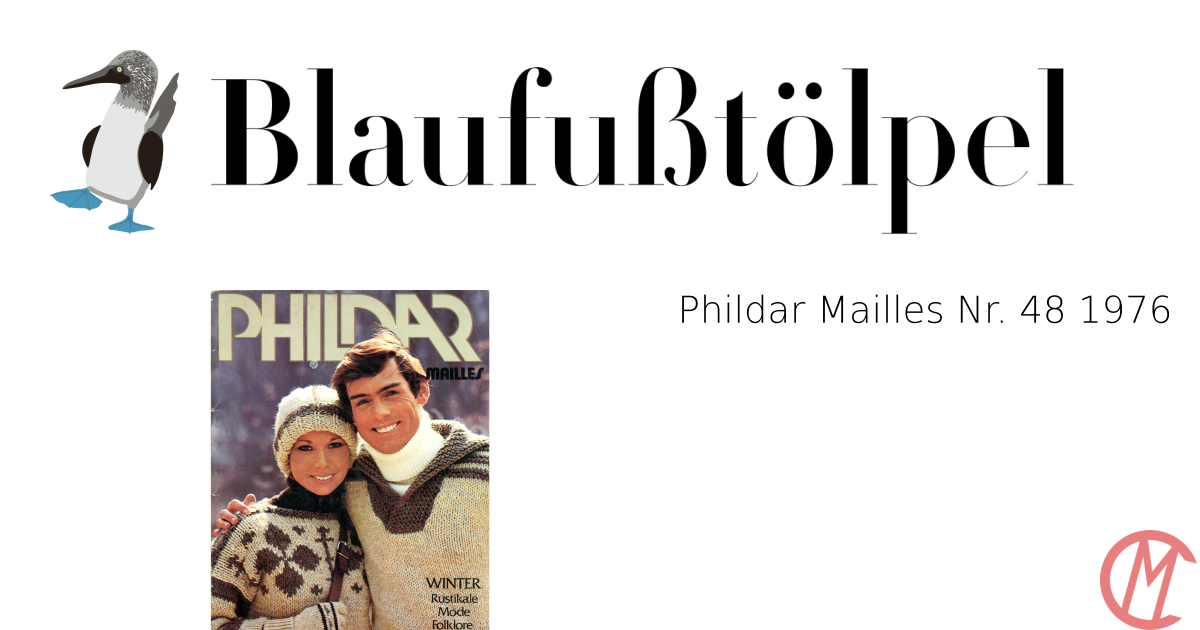 Blaufußtölpel
Phildar Mailles Nr. 48 1976
PHILDAR
MAILLES
WINTER
Rustikale
Mode
Folklore